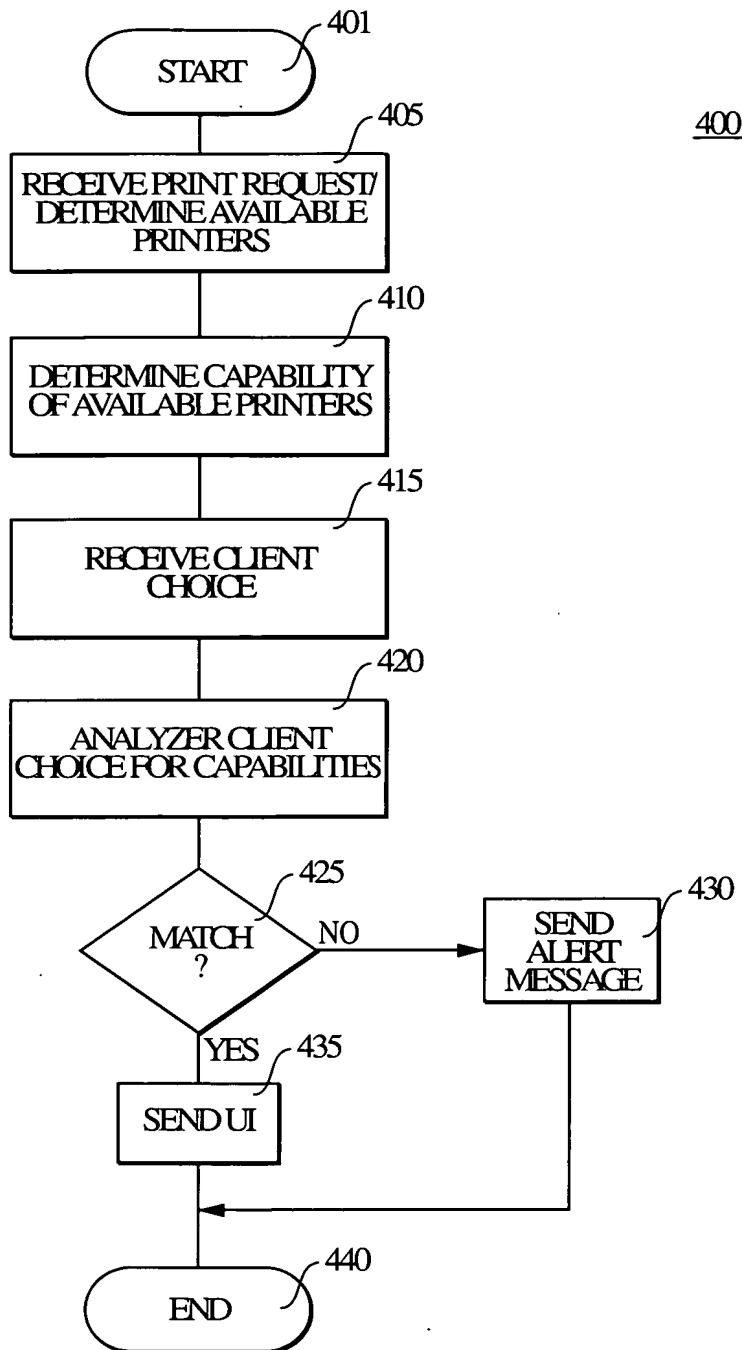 401
START
400
405
RECEIVE PRINT REQUEST/
DETERMINE AVAILABLE
PRINTERS
410
DETERMINE CAPABILITY
OF AVAILABLE PRINTERS
415
RECEIVE CLIENT
CHOICE
420
ANALYZER CLIENT
CHOICE FOR CAPABILITIES
425
MATCH
?
NO
430
SEND
ALERT
MESSAGE
YES
435
SEND UI
440
END